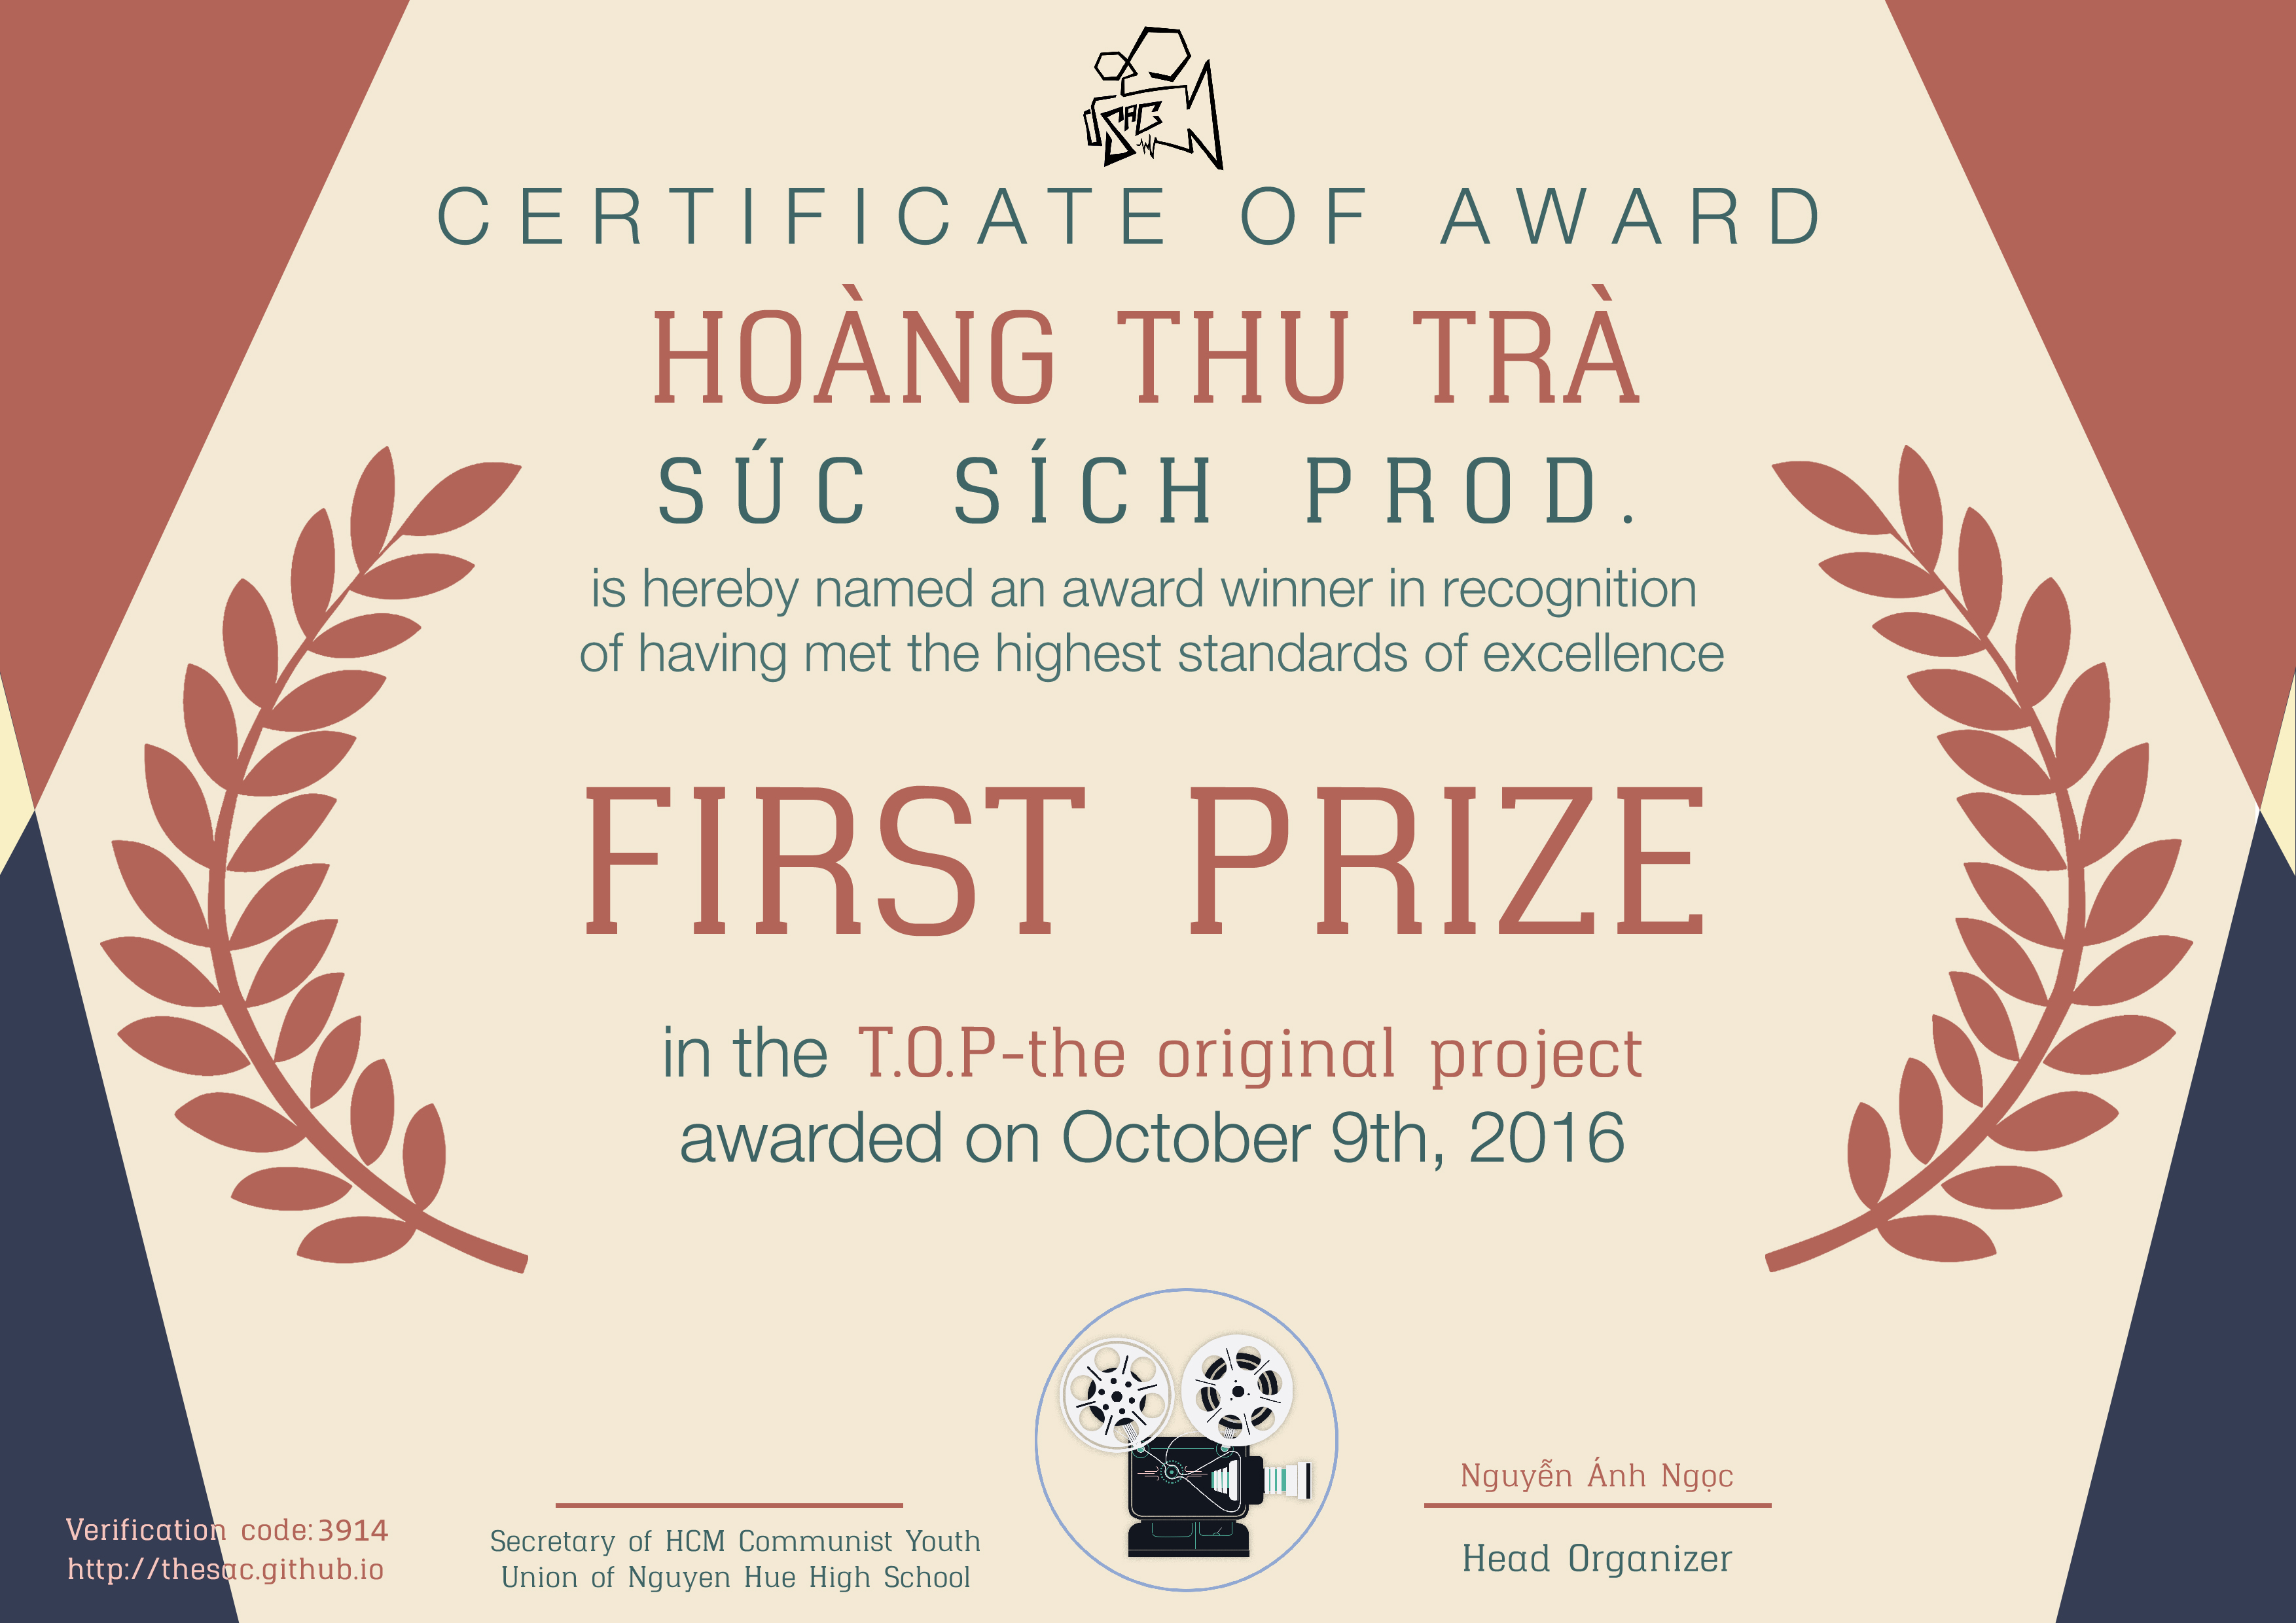 SAC
CERTIFICATE OF AWARD
HOÀNG THU TRÀ
SÚC SÍCH PROD.
is hereby named an award winner in recognition
of having met the highest standards of excellence
FIRST PRIZE
in the T.O.P-the original project
awarded on October 9th, 2016
Nguyễn Ánh Ngọc
Verification code:3914
http://thesac.github.io
Secretary of HCM Communist Youth
Union of Nguyen Hue High School
Head Organizer